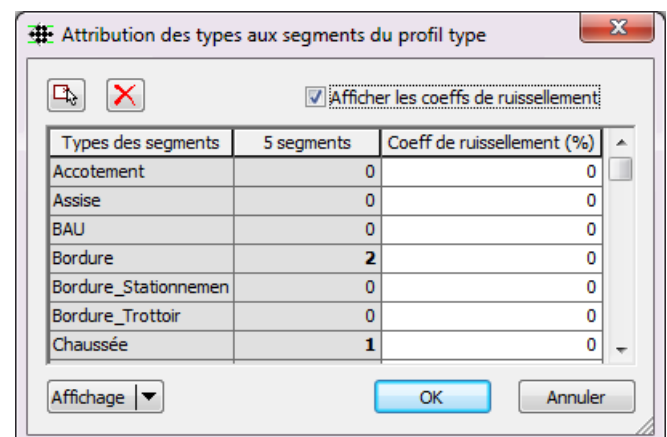 Attribution des types aux segments du profil type
Afficher les coeffs de ruissellement
Types des segments 5 segments Coeff de ruissellement (%)
Accotement 0 0
Assise 0 0
BAU 0 0
Bordure 2 0
Bordure_Stationnemen 0 0
Bordure_Trottoir 0 0
Chaussée 1 0
Affichage OK Annuler